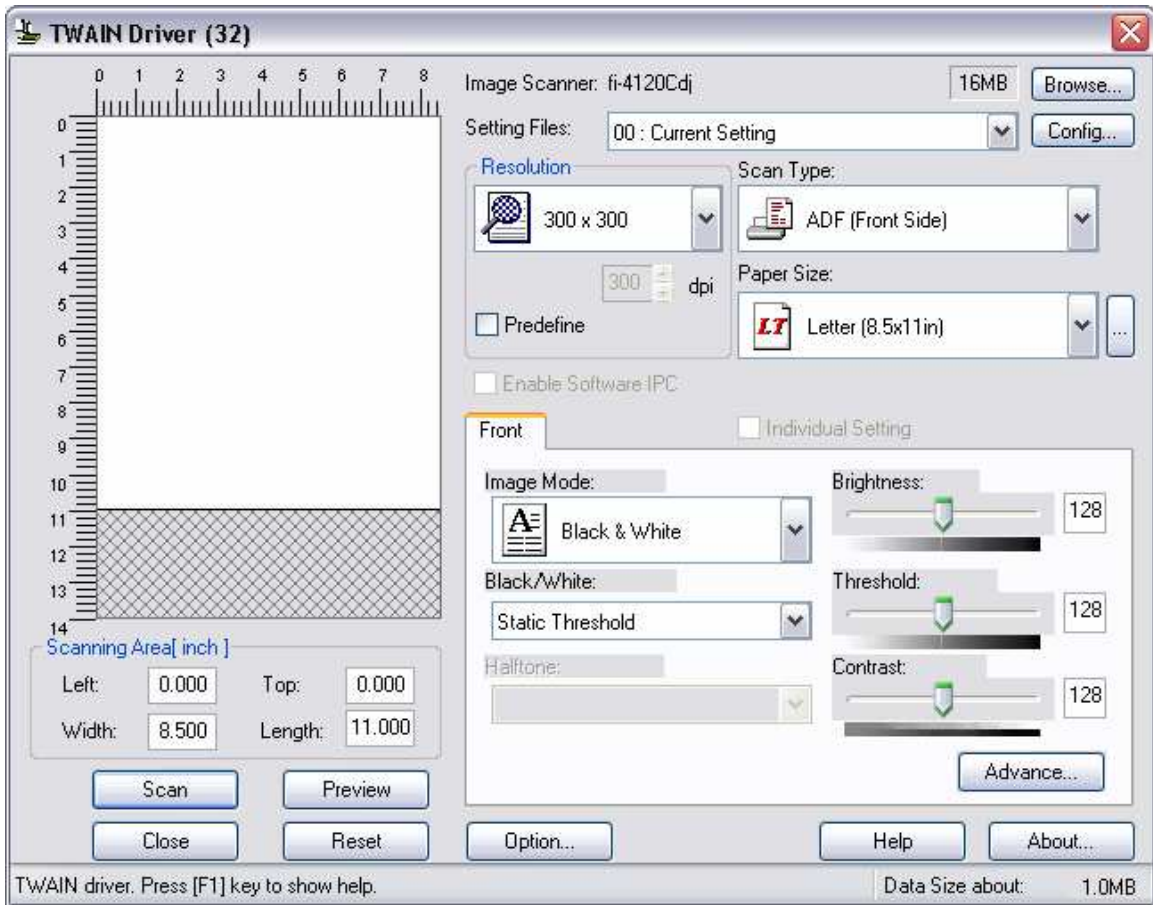 TWAIN Driver (32)
0 1 2 3 4 5 6 7 8
0
1
2
3
4
5
6
7
8
9
10
11
12
13
14
Scanning Area[ inch ]
Left: 0.000 Top: 0.000
Width: 8.500 Length: 11.000
Scan Preview
Close Reset
Image Scanner: fi-4120Cdj 16MB Browse...
Setting Files: 00 : Current Setting Config...
Resolution
300 x 300
300 dpi
Predefine
Scan Type:
ADF (Front Side)
Paper Size:
LT Letter (8.5x11in) ...
Enable Software IPC
Front Individual Setting
Image Mode:
A Black & White
Black/White:
Static Threshold
Halftone:
Brightness:
128
Threshold:
128
Contrast:
128
Advance...
Option... Help About...
TWAIN driver. Press [F1] key to show help. Data Size about: 1.0MB